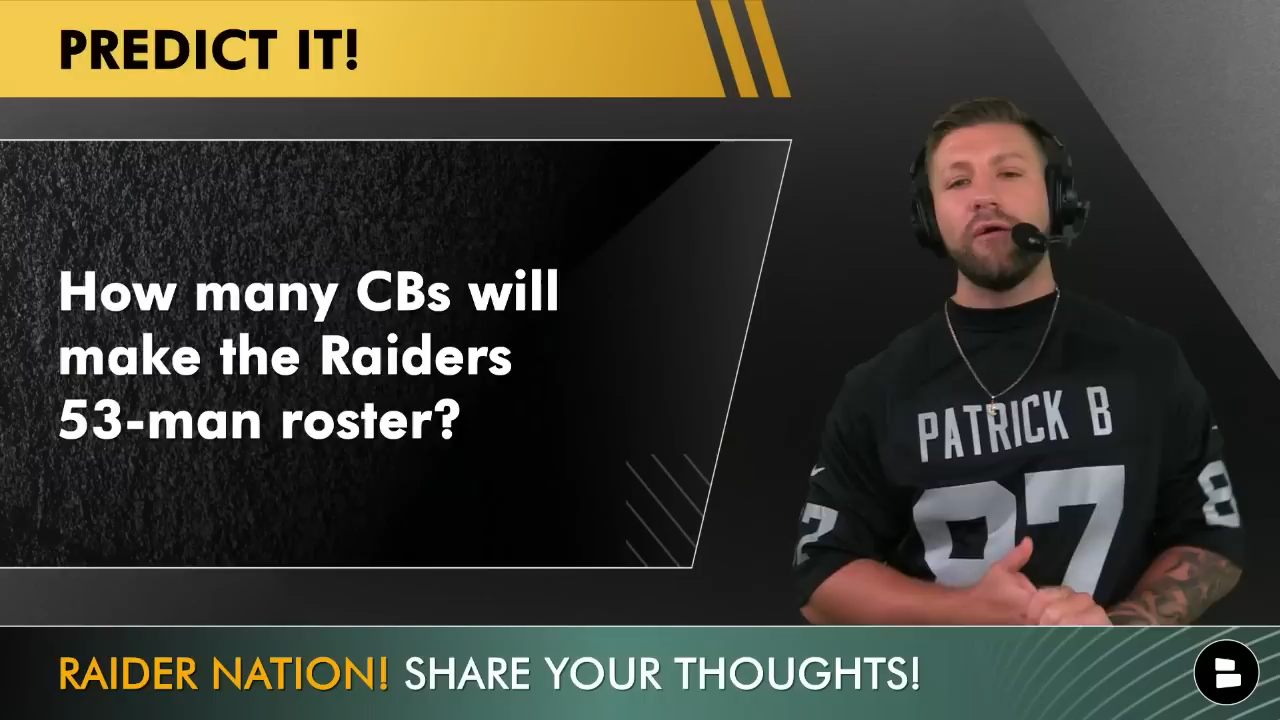 PREDICT IT!
How many CBs will
make the Raiders
53-man roster?
PATRICK B
87
RAIDER NATION! SHARE YOUR THOUGHTS!